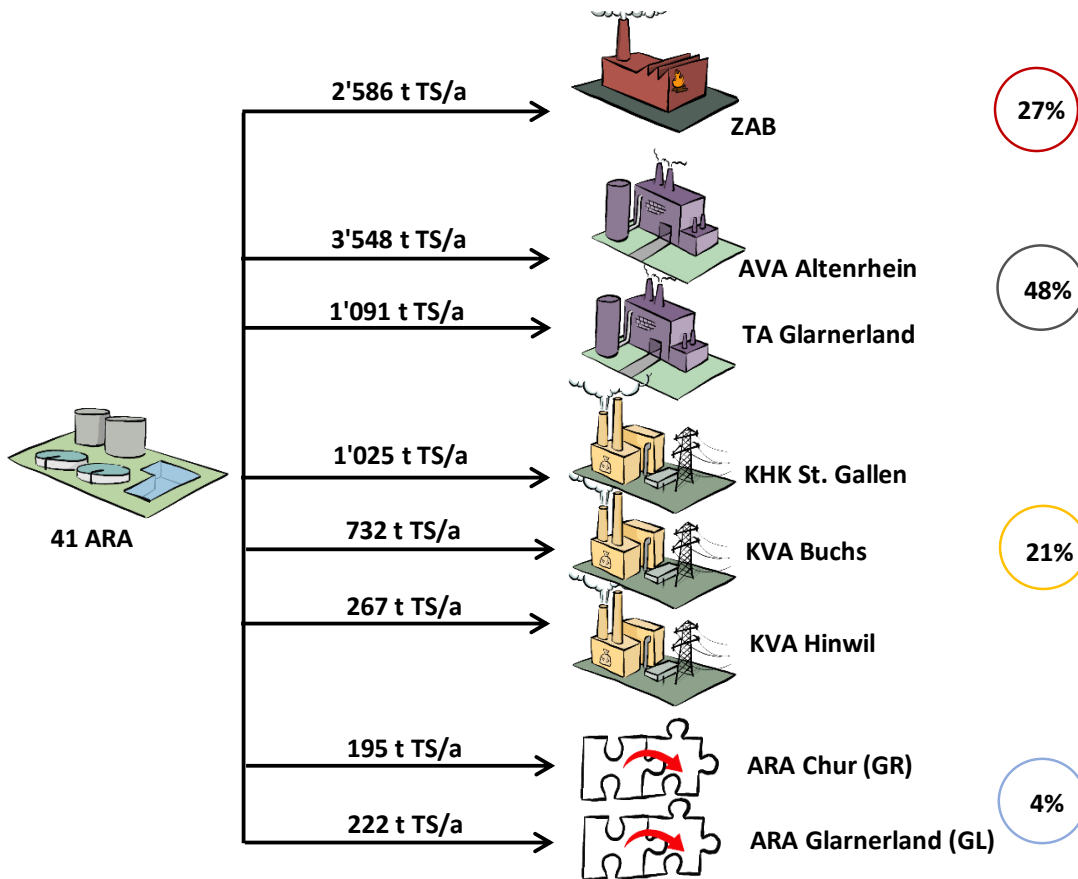 2'586 t TS/a
ZAB
27%
3'548 t TS/a
AVA Altenrhein
48%
1'091 t TS/a
TA Glarnerland
1'025 t TS/a
KHK St. Gallen
41 ARA
732 t TS/a
KVA Buchs
21%
267 t TS/a
KVA Hinwil
195 t TS/a
ARA Chur (GR)
4%
222 t TS/a
ARA Glarnerland (GL)